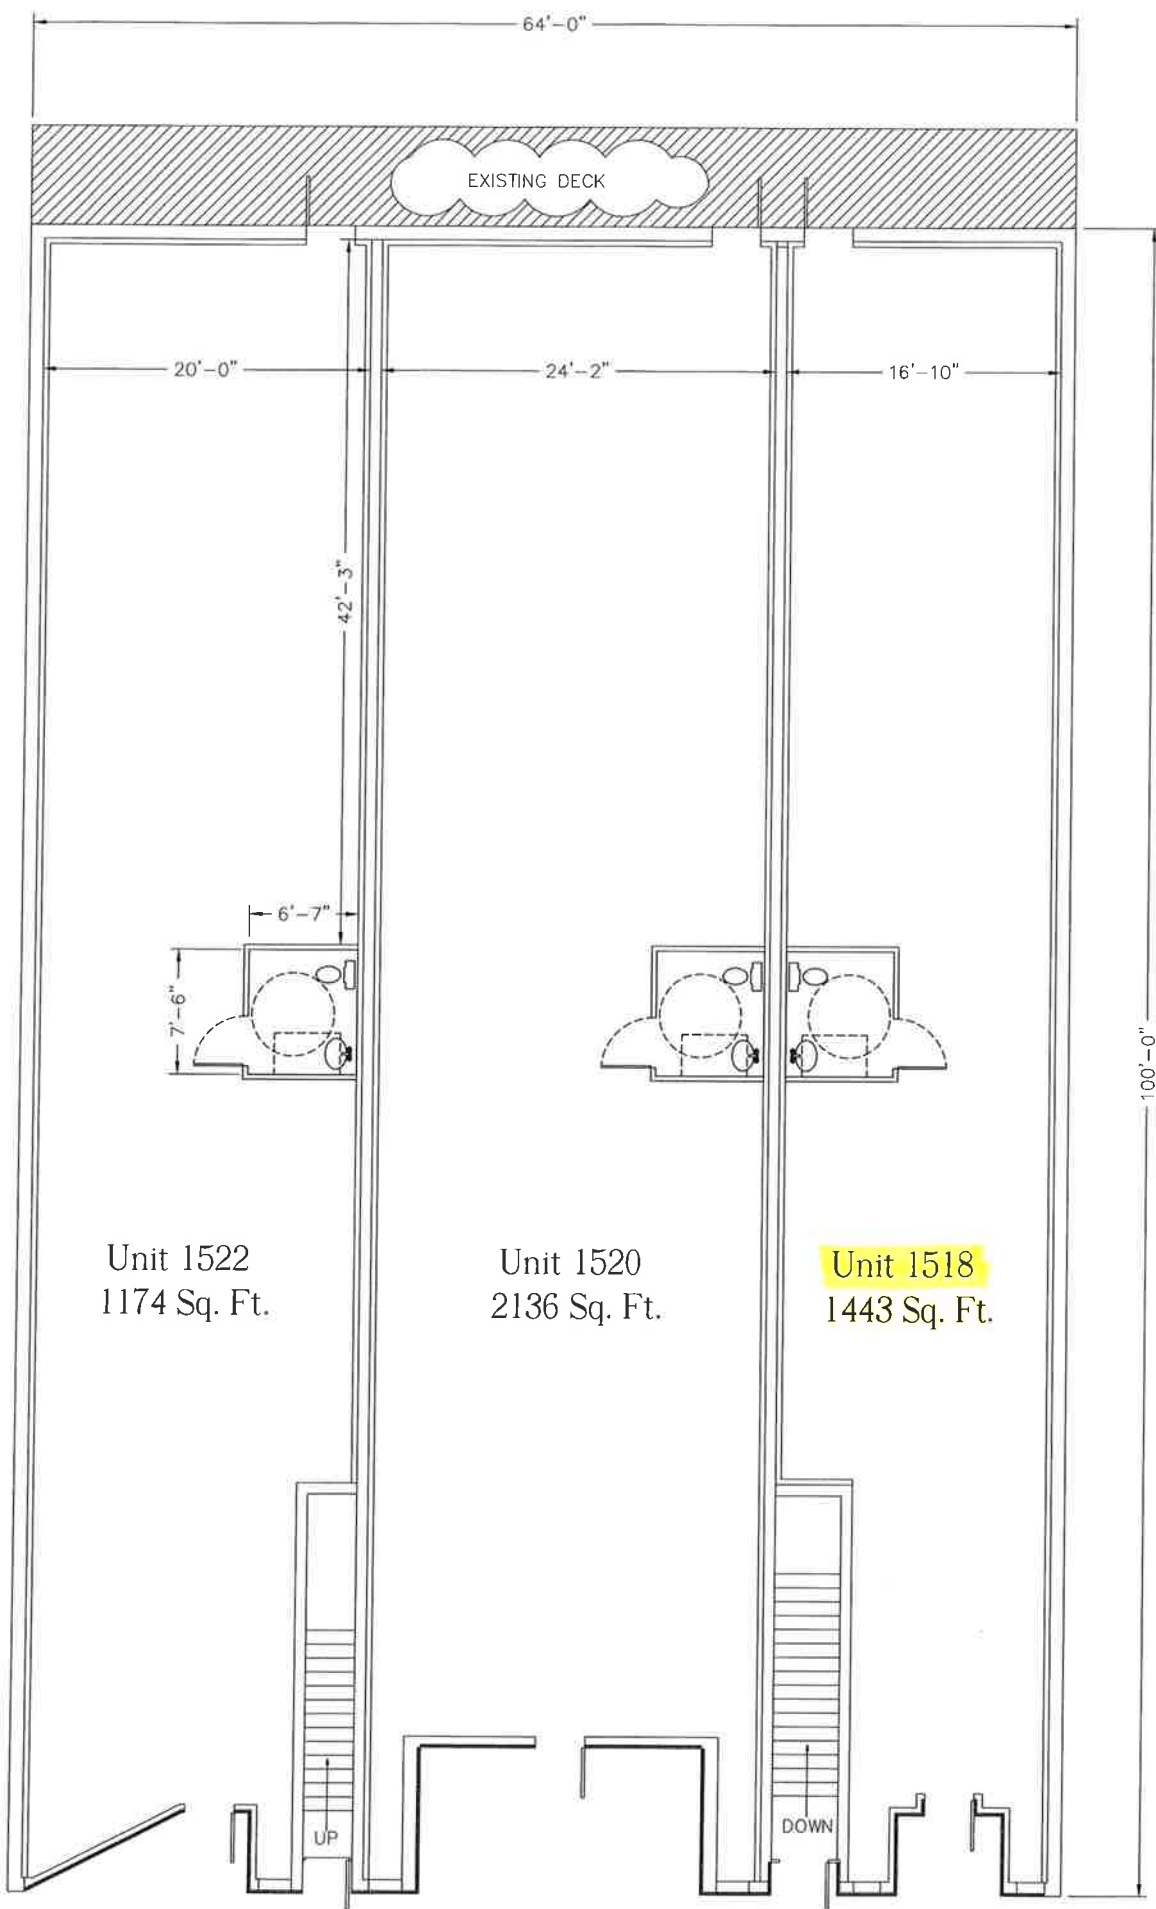 64'-0"
EXISTING DECK
20'-0"
24'-2"
16'-10"
42'-3"
6'-7"
7'-6"
100'-0"
Unit 1522
1174 Sq. Ft.
Unit 1520
2136 Sq. Ft.
Unit 1518
1443 Sq. Ft.
UP
DOWN